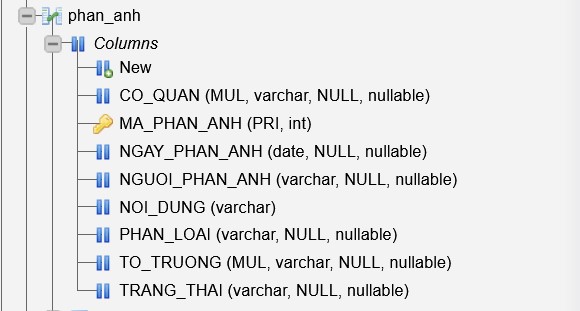 phan_anh
Columns
New
CO_QUAN (MUL, varchar, NULL, nullable)
MA_PHAN_ANH (PRI, int)
NGAY_PHAN_ANH (date, NULL, nullable)
NGUOI_PHAN_ANH (varchar, NULL, nullable)
NOI_DUNG (varchar)
PHAN_LOAI (varchar, NULL, nullable)
TO_TRUONG (MUL, varchar, NULL, nullable)
TRANG_THAI (varchar, NULL, nullable)